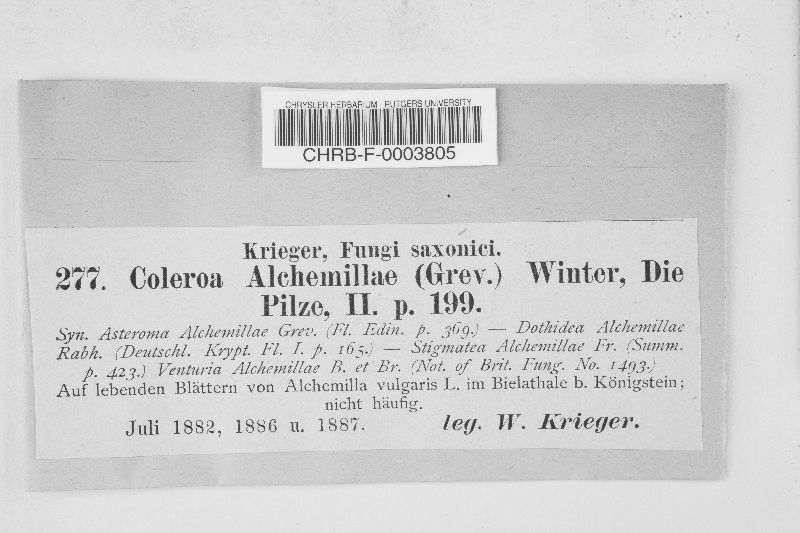 CHRYSLER HERBARIUM - RUTGERS UNIVERSITY
CHRB-F-0003805
Krieger, Fungi saxonici.
277. Coleroa Alchemillae (Grev.) Winter, Die
Pilze, II. p. 199.
Syn. Asteroma Alchemillae Grev. (Fl. Edin. p. 369.) — Dothidea Alchemillae
Rabh. (Deutschl. Krypt. Fl. I. p. 165.) — Stigmatea Alchemillae Fr. (Summ.
p. 423.) Venturia Alchemillae B. et Br. (Not. of Brit. Fung. No. 1493.)
Auf lebenden Blättern von Alchemilla vulgaris L. im Bielathale b. Königstein;
nicht häufig.
Juli 1882, 1886 u. 1887. leg. W. Krieger.